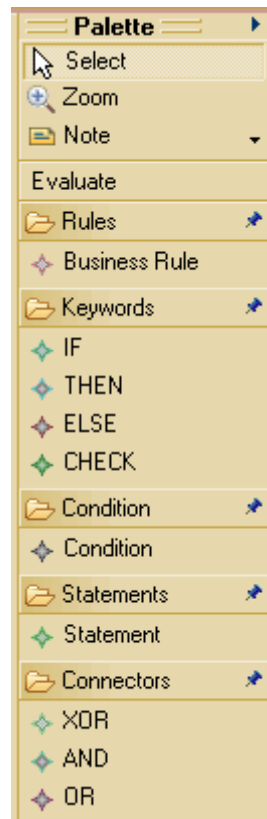 Palette
Select
Zoom
Note
Evaluate
Rules
Business Rule
Keywords
IF
THEN
ELSE
CHECK
Condition
Condition
Statements
Statement
Connectors
XOR
AND
OR